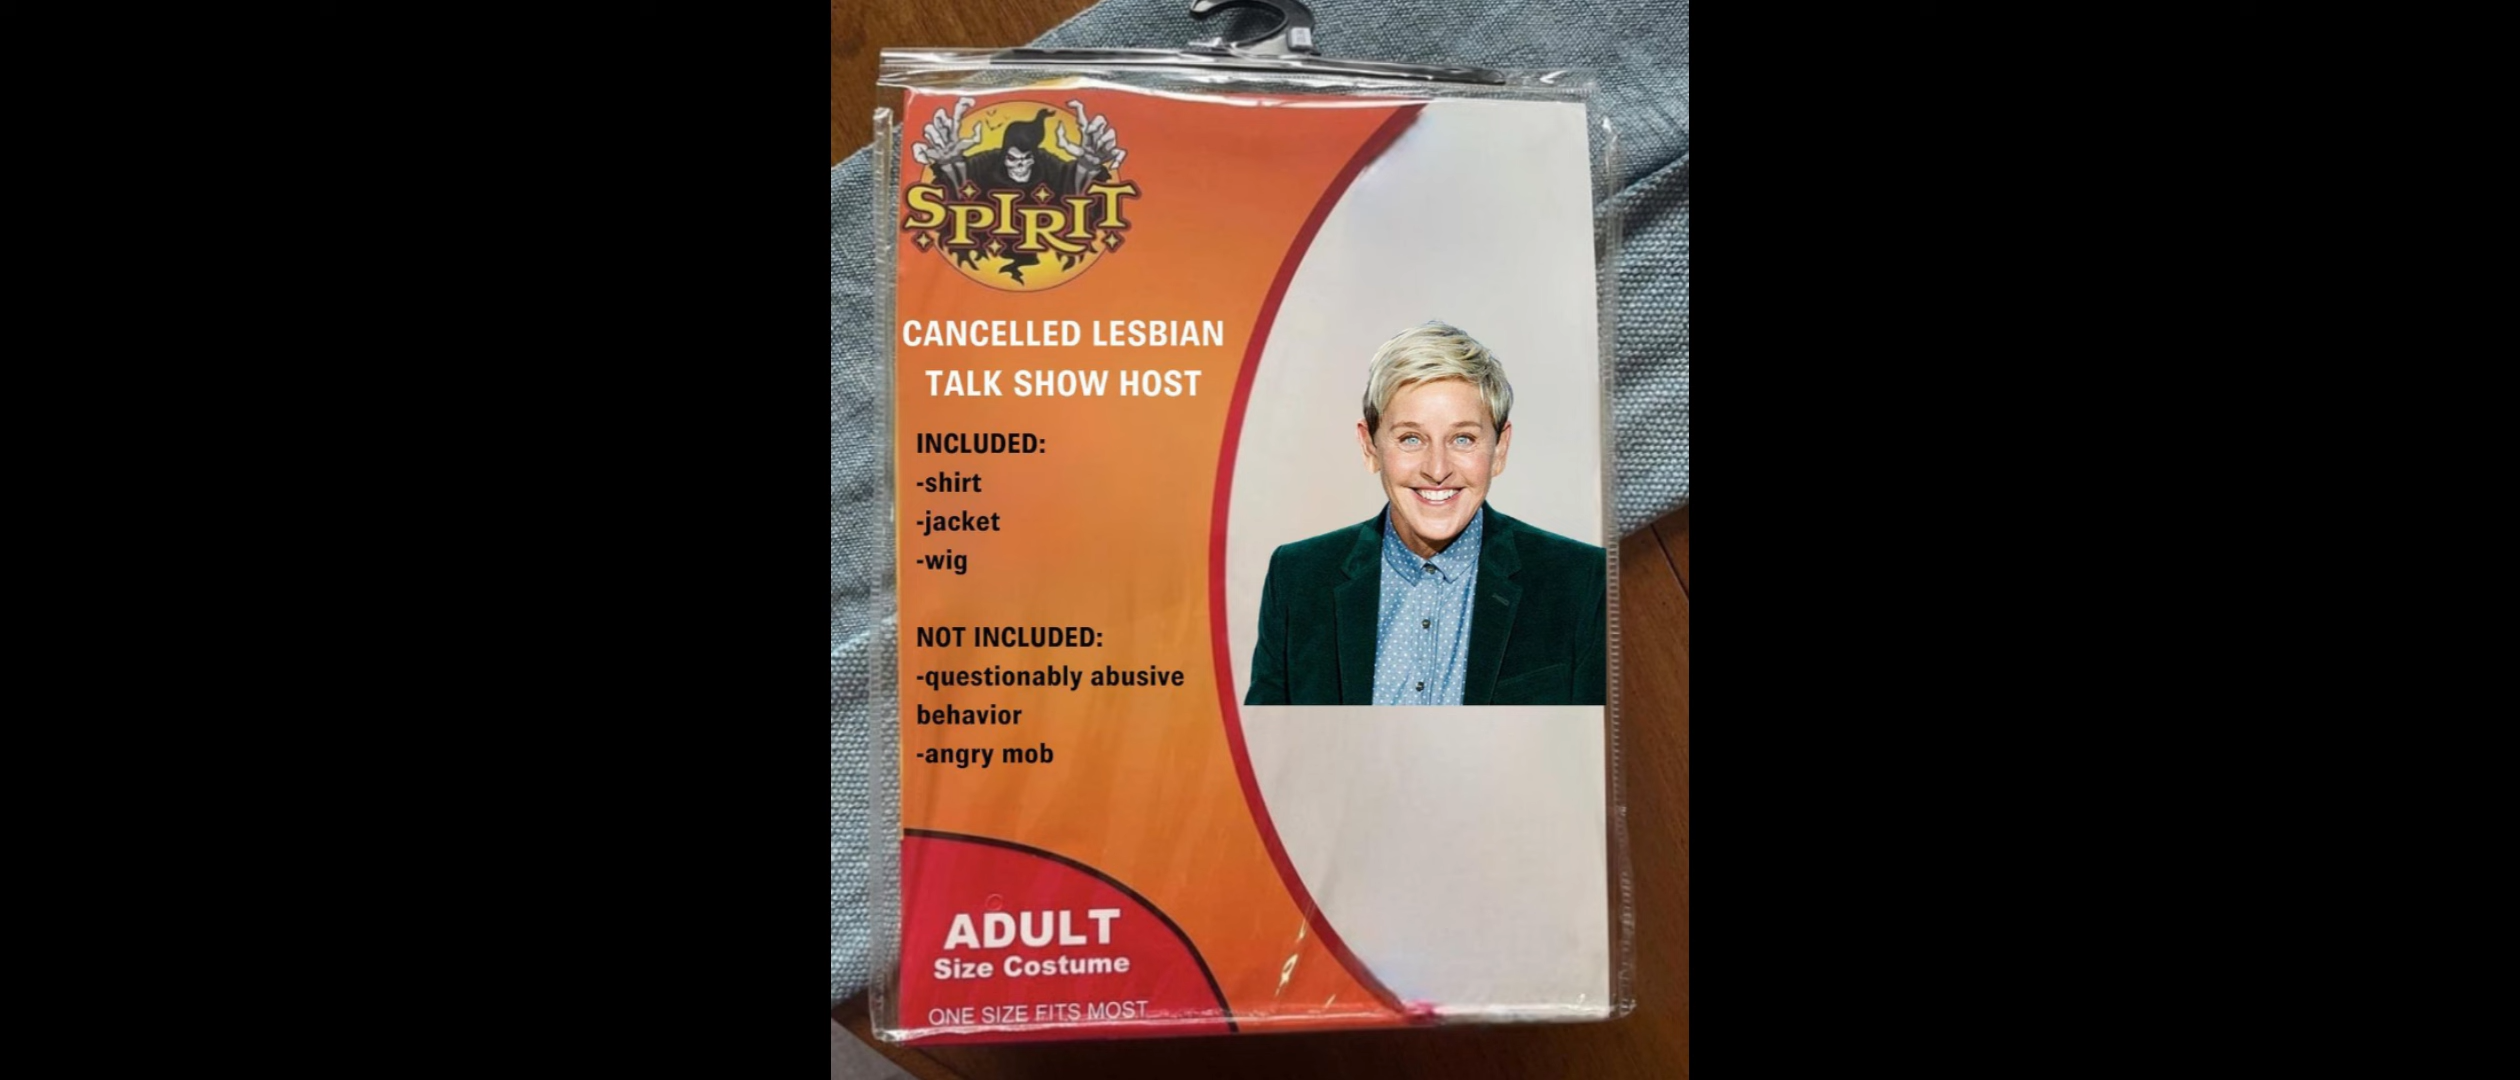 SPIRIT
CANCELLED LESBIAN
TALK SHOW HOST
INCLUDED:
-shirt
-jacket
-wig
NOT INCLUDED:
-questionably abusive
behavior
-angry mob
ADULT
Size Costume
ONE SIZE FITS MOST